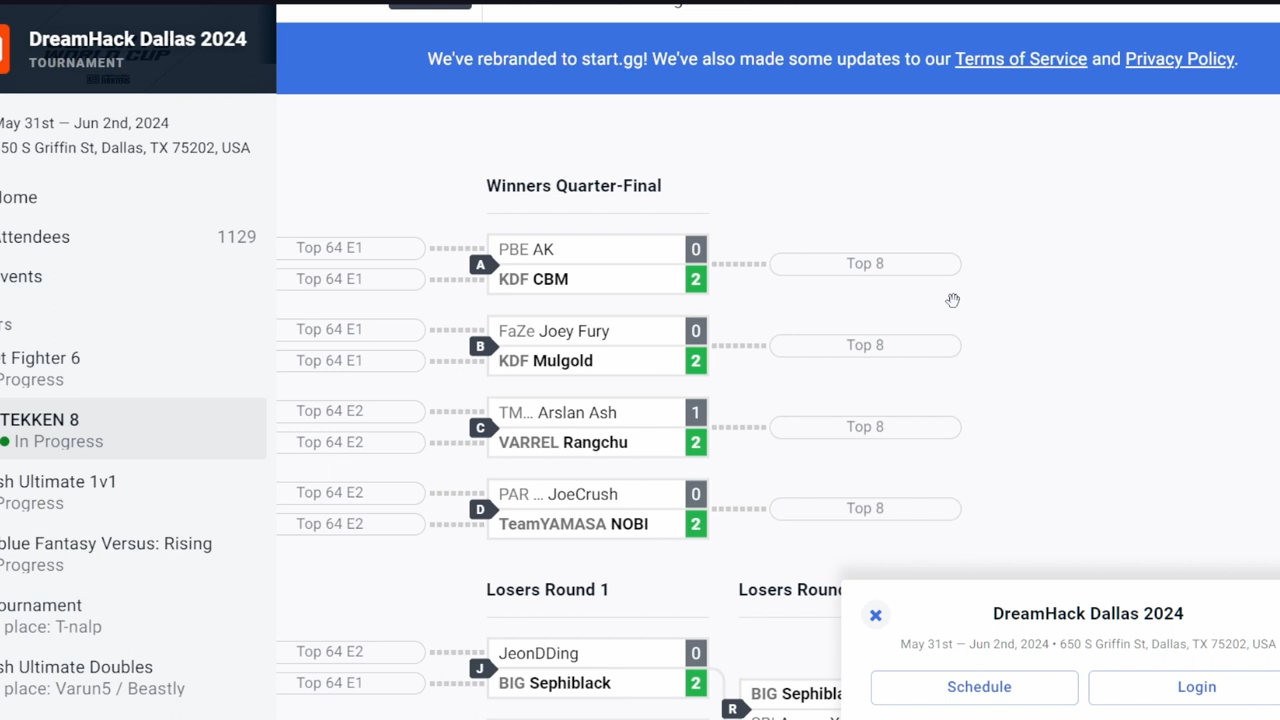 DreamHack Dallas 2024
TOURNAMENT
May 31st — Jun 2nd, 2024
50 S Griffin St, Dallas, TX 75202, USA
ome
ttendees 1129
vents
rs
t Fighter 6
Progress
TEKKEN 8
In Progress
sh Ultimate 1v1
Progress
blue Fantasy Versus: Rising
Progress
ournament
place: T-nalp
sh Ultimate Doubles
place: Varun5 / Beastly
We've rebranded to start.gg! We've also made some updates to our Terms of Service and Privacy Policy.
Winners Quarter-Final
Top 64 E1
Top 64 E1
A
PBE AK 0
KDF CBM 2
Top 8
Top 64 E1
Top 64 E1
B
FaZe Joey Fury 0
KDF Mulgold 2
Top 8
Top 64 E2
Top 64 E2
C
TM... Arslan Ash 1
VARREL Rangchu 2
Top 8
Top 64 E2
Top 64 E2
D
PAR ... JoeCrush 0
TeamYAMASA NOBI 2
Top 8
Losers Round 1
Losers Roun
Top 64 E2
Top 64 E1
J
JeonDDing 0
BIG Sephiblack 2
R
BIG Sephibla
DreamHack Dallas 2024
May 31st — Jun 2nd, 2024 • 650 S Griffin St, Dallas, TX 75202, USA
Schedule
Login